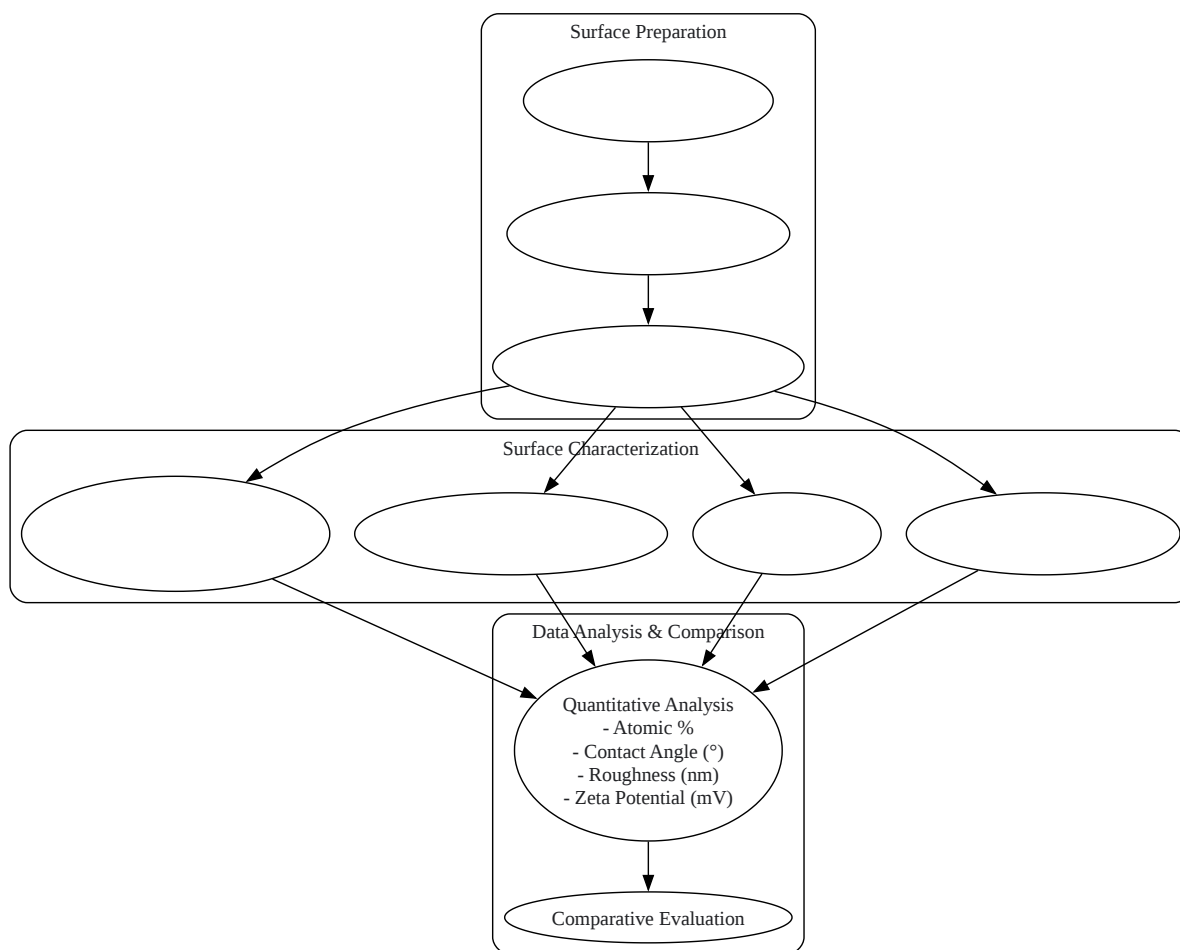 Surface Preparation
Surface Characterization
Data Analysis & Comparison
Quantitative Analysis
- Atomic %
- Contact Angle (°)
- Roughness (nm)
- Zeta Potential (mV)
Comparative Evaluation